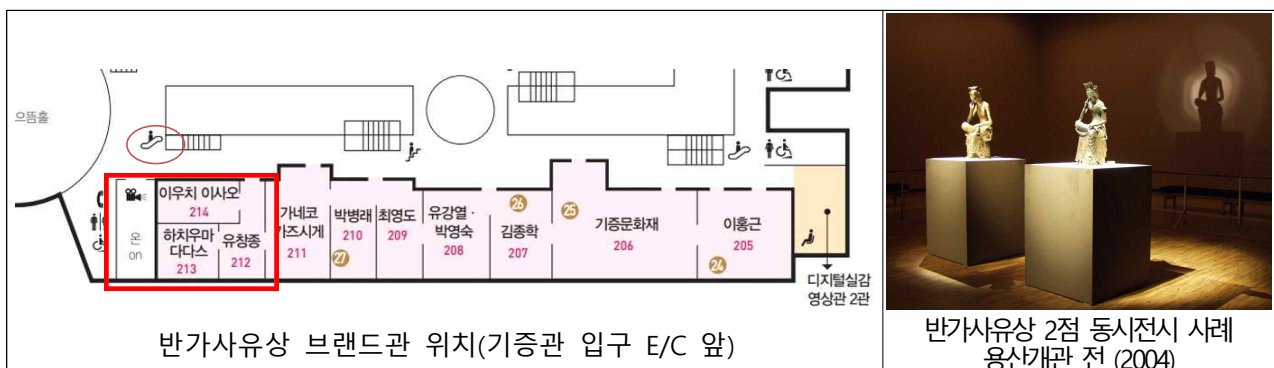 으뜸홀
온
on
이우치 이사오
214
하치우마
다다스
213
유창종
212
가네코
가즈시게
211
박병래
210
27
최영도
209
유강열·
박영숙
208
26
김종학
207
25
기증문화재
206
이홍근
205
24
디지털실감
영상관 2관
반가사유상 브랜드관 위치(기증관 입구 E/C 앞)
반가사유상 2점 동시전시 사례
용산개관 전 (2004)